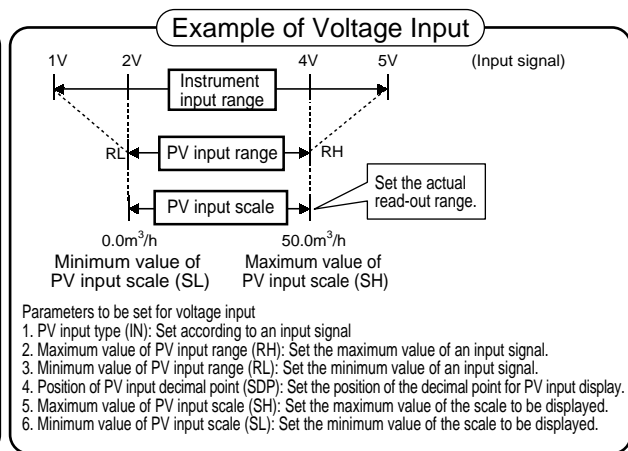 Example of Voltage Input
1V 2V 4V 5V (Input signal)
Instrument
input range
RL PV input range RH
PV input scale
Set the actual
read-out range.
0.0m³/h 50.0m³/h
Minimum value of Maximum value of
PV input scale (SL) PV input scale (SH)
Parameters to be set for voltage input
1. PV input type (IN): Set according to an input signal
2. Maximum value of PV input range (RH): Set the maximum value of an input signal.
3. Minimum value of PV input range (RL): Set the minimum value of an input signal.
4. Position of PV input decimal point (SDP): Set the position of the decimal point for PV input display.
5. Maximum value of PV input scale (SH): Set the maximum value of the scale to be displayed.
6. Minimum value of PV input scale (SL): Set the minimum value of the scale to be displayed.